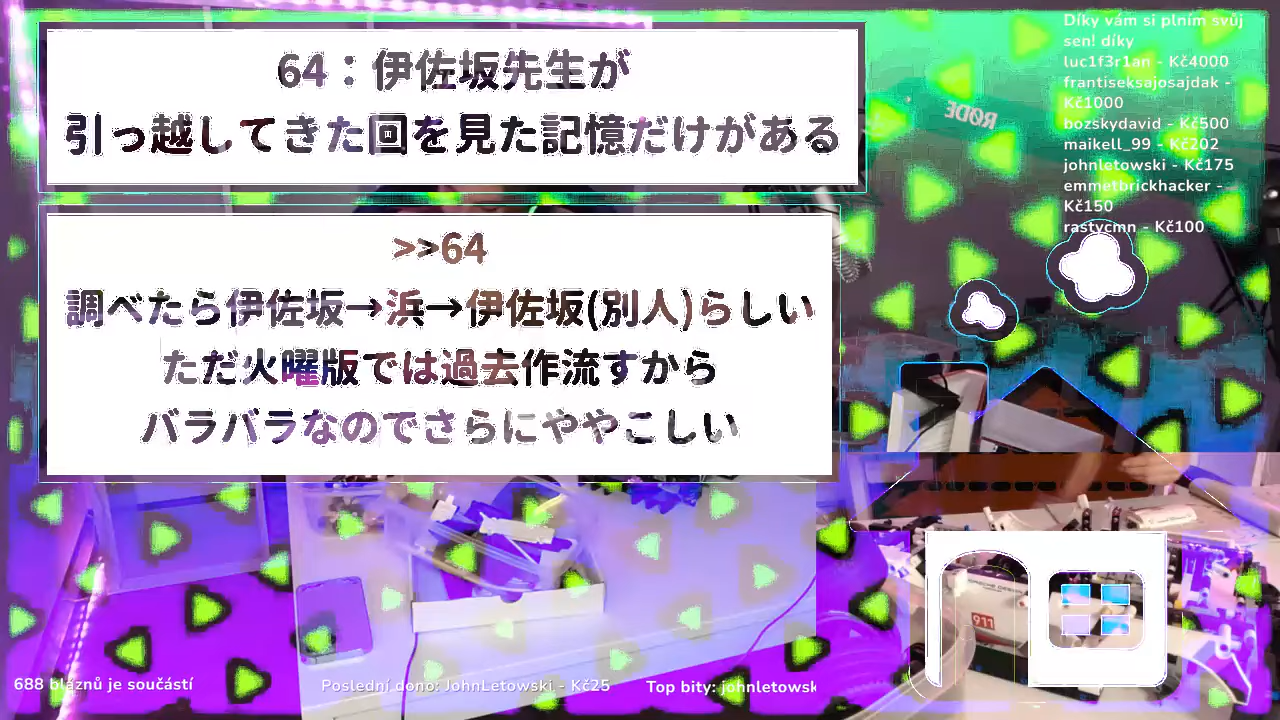 64：伊佐坂先生が
引っ越してきた回を見た記憶だけがある
>>64
調べたら伊佐坂→浜→伊佐坂(別人)らしい
ただ火曜版では過去作流すから
バラバラなのでさらにややこしい
Díky vám si plním svůj
sen! díky
luc1f3r1an - Kč4000
frantiseksajosajdak -
Kč1000
bozskydavid - Kč500
maikell_99 - Kč202
johnletowski - Kč175
emmetbrickhacker -
Kč150
rastycmn - Kč100
RØDE
911
688 bláznů je součástí
Poslední dono: JohnLetowski - Kč25
Top bity: johnletowsk